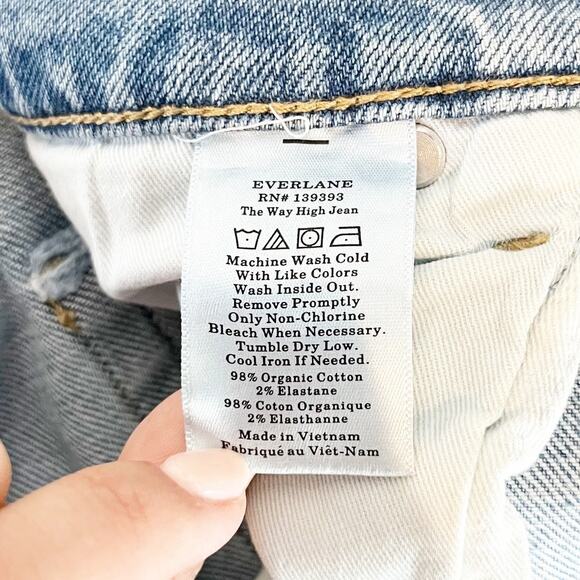 EVERLANE
RN# 139393
The Way High Jean
Machine Wash Cold
With Like Colors
Wash Inside Out.
Remove Promptly
Only Non-Chlorine
Bleach When Necessary.
Tumble Dry Low.
Cool Iron If Needed.
98% Organic Cotton
2% Elastane
98% Coton Organique
2% Elasthanne
Made in Vietnam
Fabriqué au Viêt-Nam